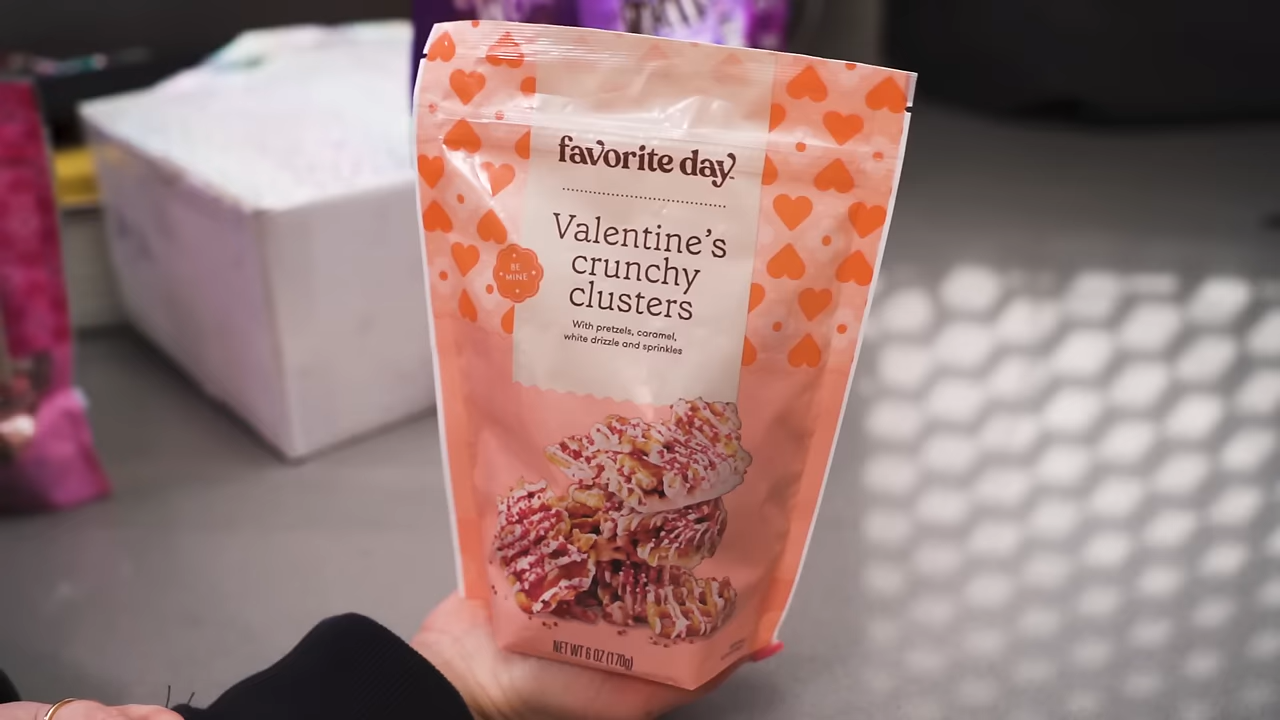 favorite day
Valentine's
crunchy
clusters
BE
MINE
With pretzels, caramel,
white drizzle and sprinkles
NET WT 6 OZ (170g)